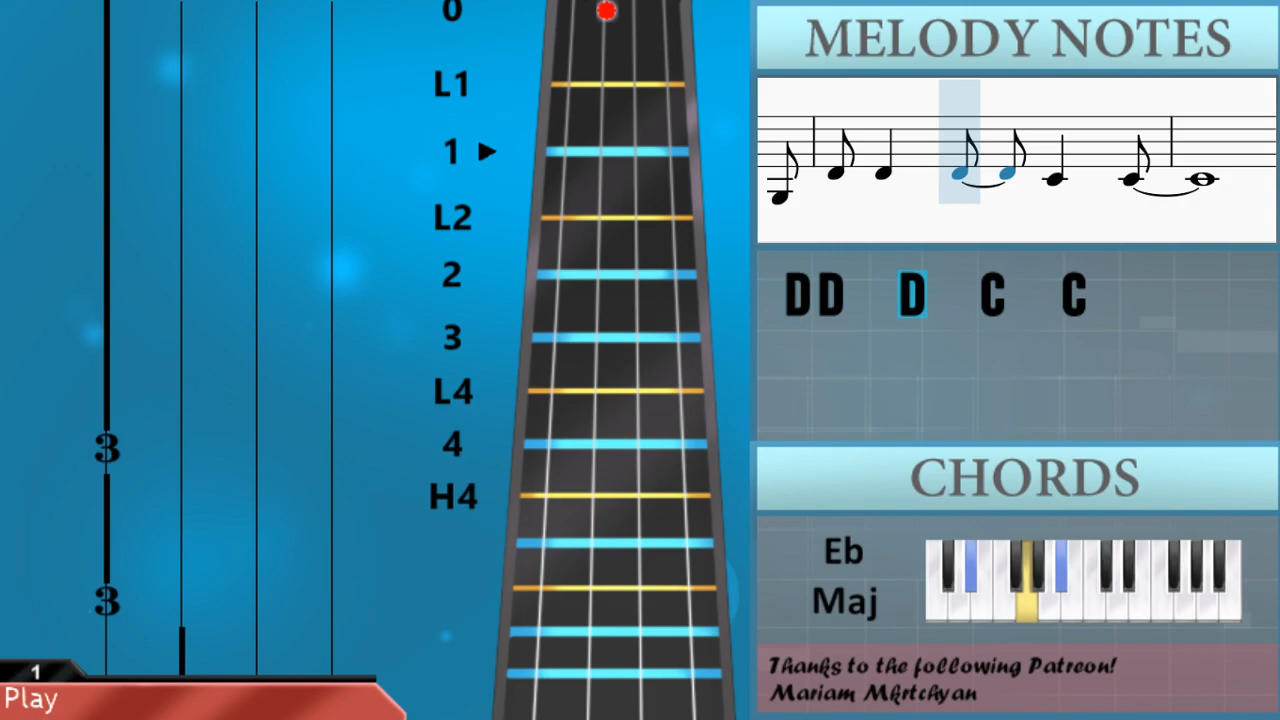 0
L1
1 ►
L2
2
3
L4
4
H4
3
3
1
Play
MELODY NOTES
D D D C C
CHORDS
Eb
Maj
Thanks to the following Patreon!
Mariam Mkrtchyan